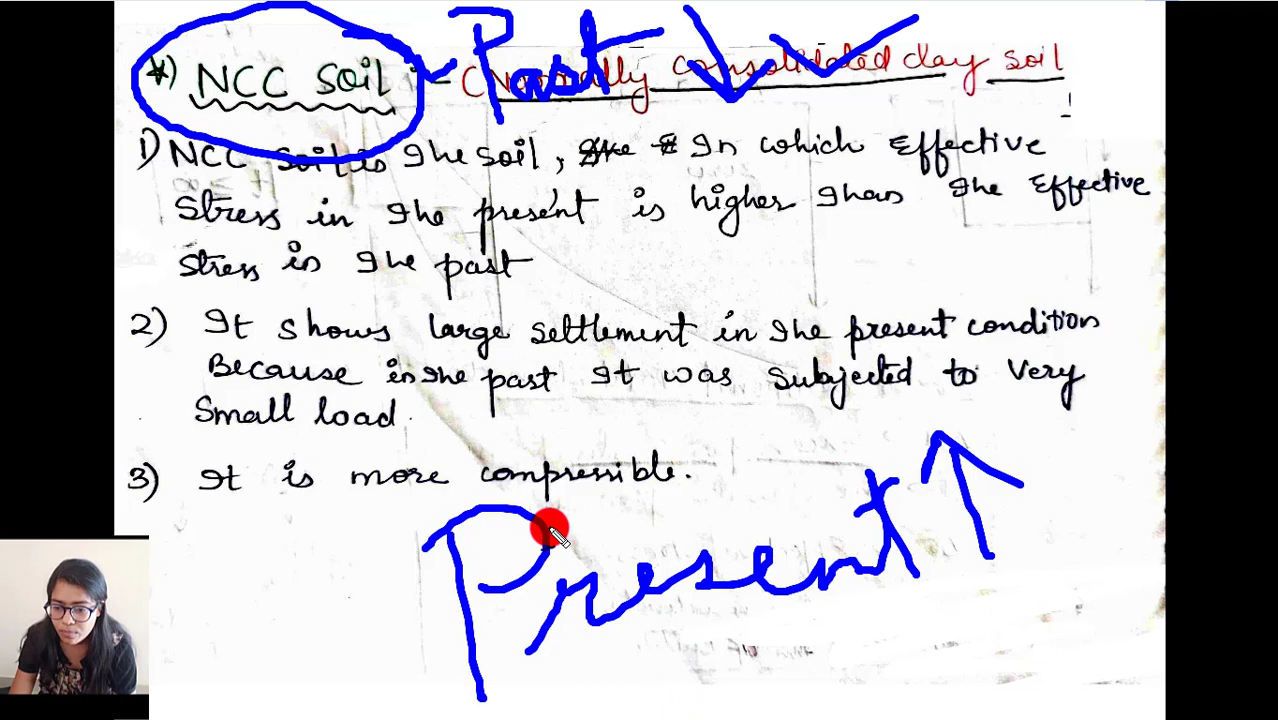 *) NCC Soil :- (Normally consolidated clay soil
Past
1) NCC soil is the soil, In which Effective
Stress in the present is higher than the Effective
stress in the past
2) It shows large settlement in the present condition
Because in the past It was subjected to very
small load.
3) It is more compressible.
Present